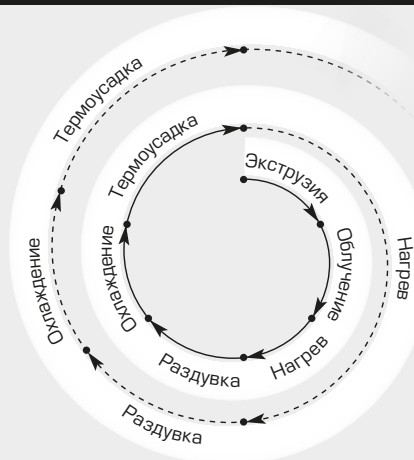 Экструзия
Облучение
Нагрев
Раздувка
Охлаждение
Термоусадка
Нагрев
Раздувка
Охлаждение
Термоусадка